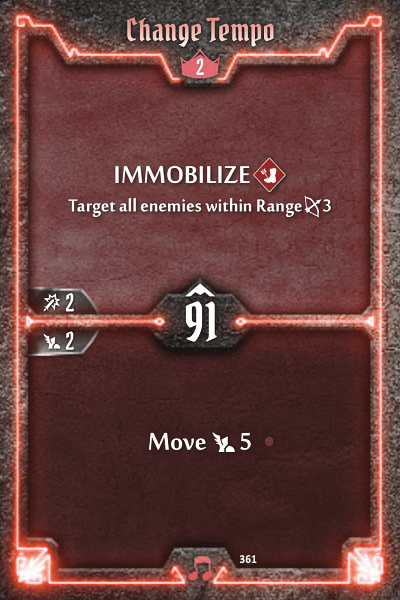 Change Tempo
2
IMMOBILIZE
Target all enemies within Range 3
2
91
2
Move 5
361